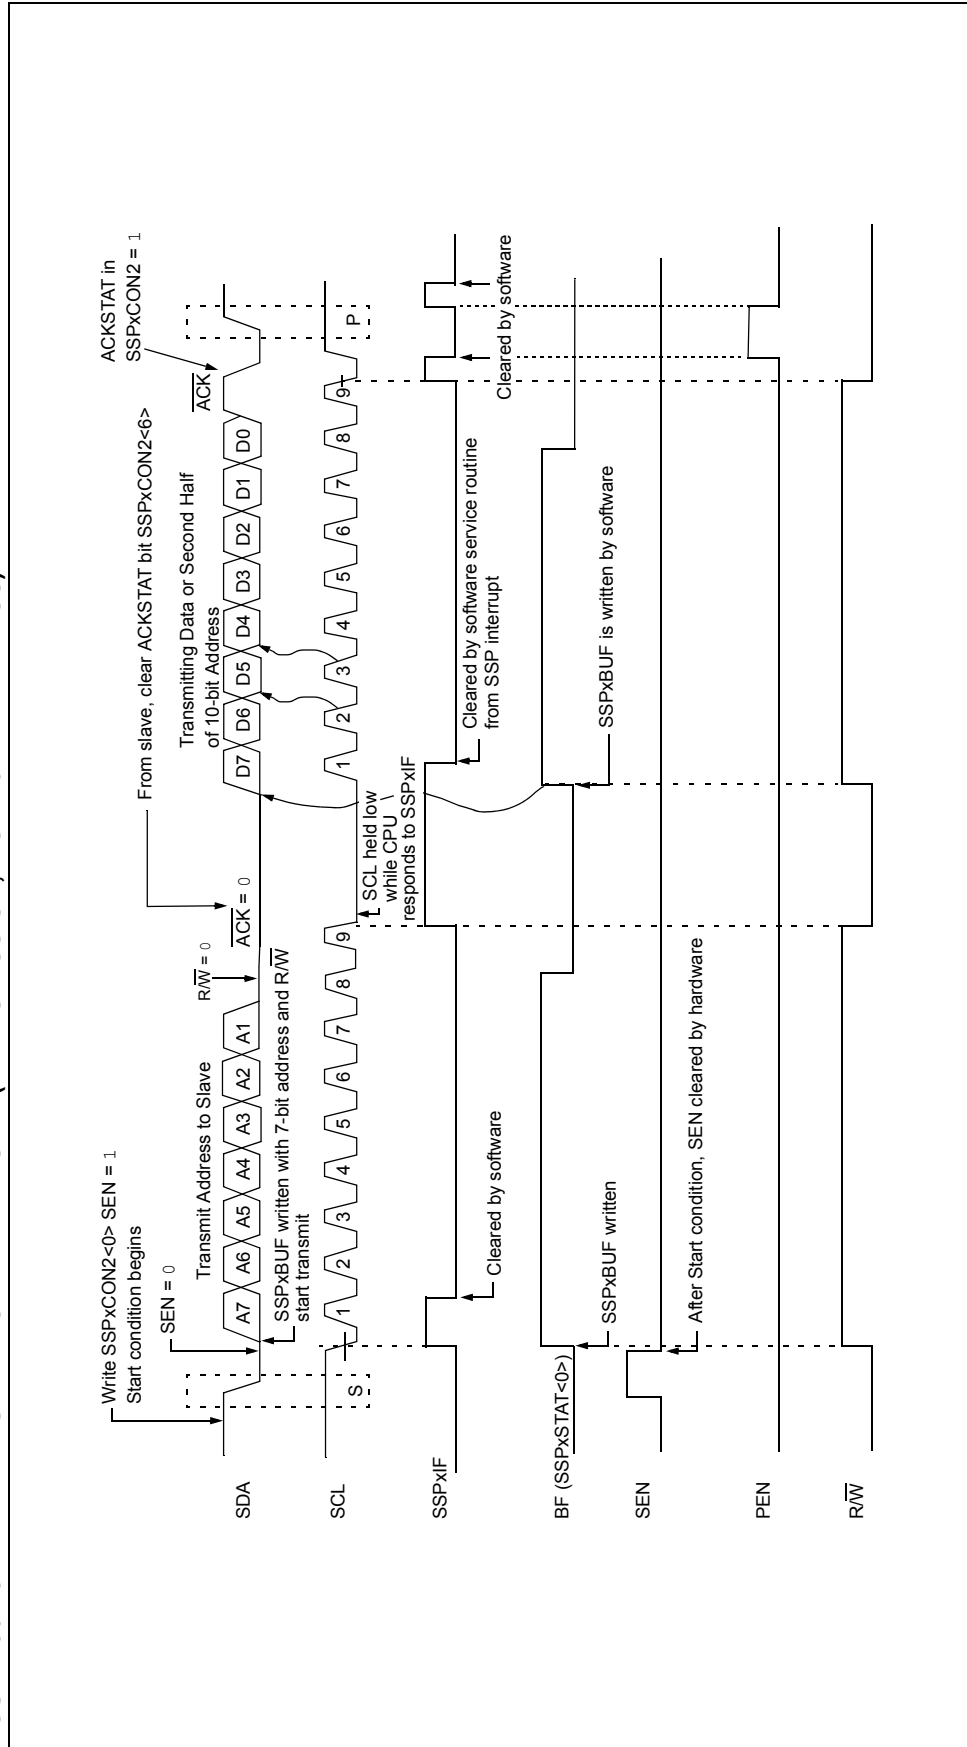 Write SSPxCON2<0> SEN = 1
Start condition begins
SEN = 0
Transmit Address to Slave
R/W = 0
ACK = 0
From slave, clear ACKSTAT bit SSPxCON2<6>
Transmitting Data or Second Half
of 10-bit Address
ACK
ACKSTAT in
SSPxCON2 = 1
SDA
A7 A6 A5 A4 A3 A2 A1
D7 D6 D5 D4 D3 D2 D1 D0
SSPxBUF written with 7-bit address and R/W
start transmit
SCL
S
1 2 3 4 5 6 7 8 9
1 2 3 4 5 6 7 8 9
P
SCL held low
while CPU
responds to SSPxIF
SSPxIF
Cleared by software
Cleared by software service routine
from SSP interrupt
Cleared by software
BF (SSPxSTAT<0>)
SSPxBUF written
SSPxBUF is written by software
SEN
After Start condition, SEN cleared by hardware
PEN
R/W